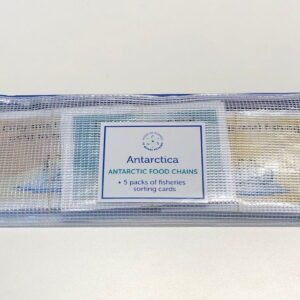 Antarctica
ANTARCTIC FOOD CHAINS
• 5 packs of fisheries
sorting cards